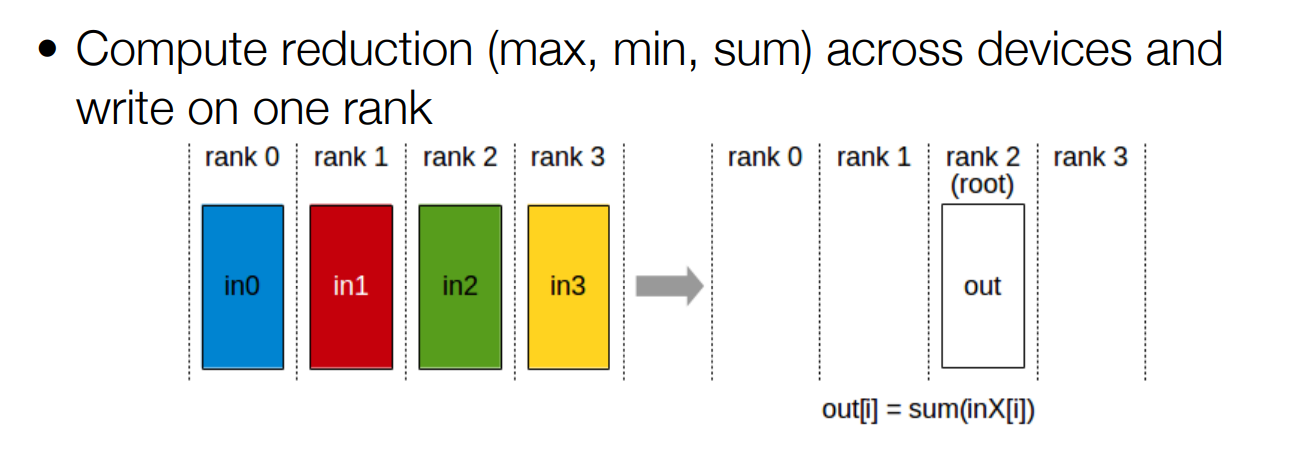 • Compute reduction (max, min, sum) across devices and
write on one rank
rank 0 rank 1 rank 2 rank 3 rank 0 rank 1 rank 2 rank 3
(root)
in0 in1 in2 in3 out
out[i] = sum(inX[i])